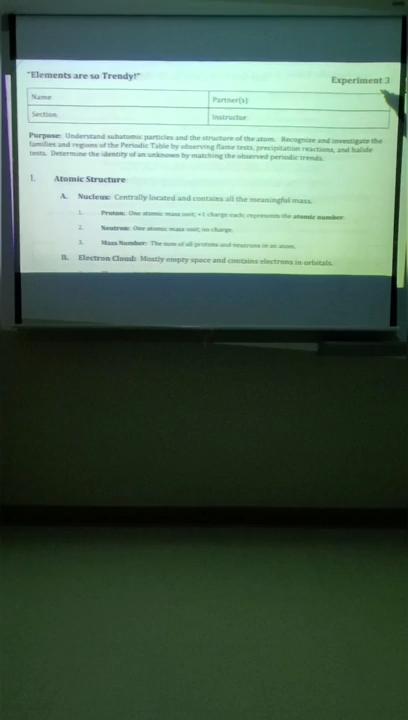 "Elements are so Trendy!"
Experiment 3
Name
Partner(s)
Section
Instructor
Purpose: Understand subatomic particles and the structure of the atom. Recognize and investigate the
families and regions of the Periodic Table by observing flame tests, precipitation reactions, and halide
tests. Determine the identity of an unknown by matching the observed periodic trends.
I. Atomic Structure
A. Nucleus: Centrally located and contains all the meaningful mass.
1. Proton: One atomic mass unit; +1 charge each; represents the atomic number.
2. Neutron: One atomic mass unit; no charge.
3. Mass Number: The sum of all protons and neutrons in an atom.
B. Electron Cloud: Mostly empty space and contains electrons in orbitals.